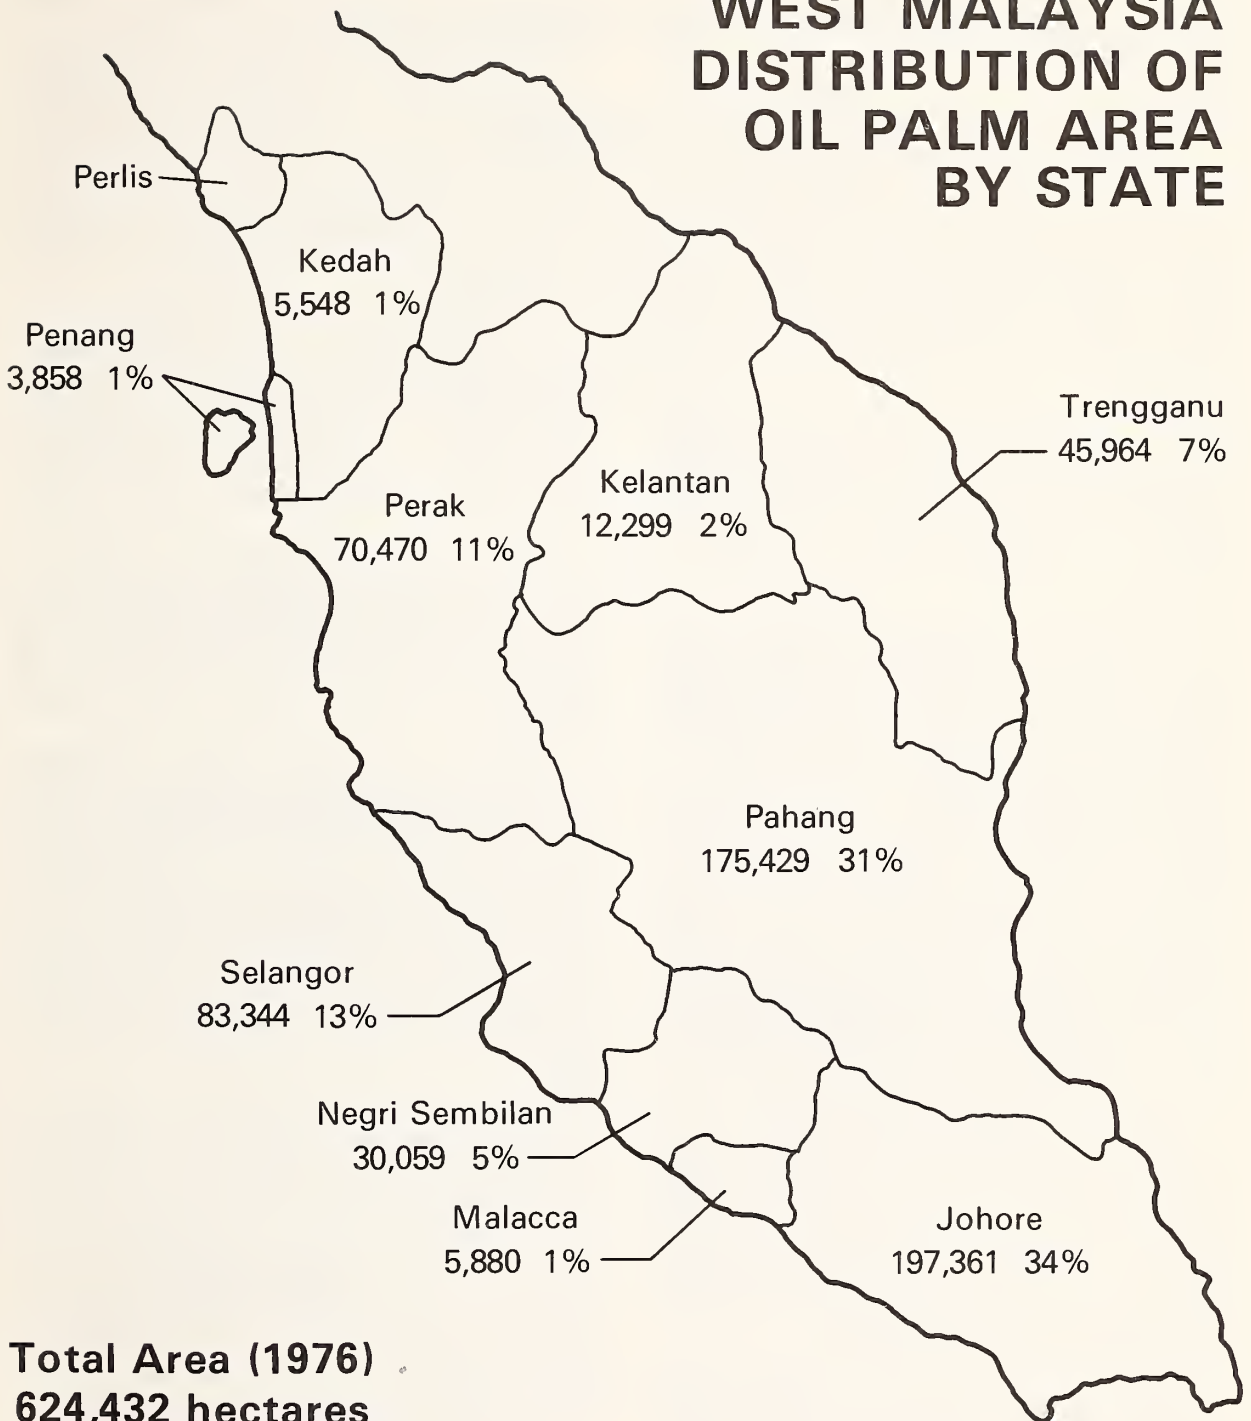 WEST MALAYSIA
DISTRIBUTION OF
OIL PALM AREA
BY STATE
Perlis
Kedah
5,548 1%
Penang
3,858 1%
Trengganu
45,964 7%
Kelantan
12,299 2%
Perak
70,470 11%
Pahang
175,429 31%
Selangor
83,344 13%
Negri Sembilan
30,059 5%
Malacca
5,880 1%
Johore
197,361 34%
Total Area (1976)
624,432 hectares